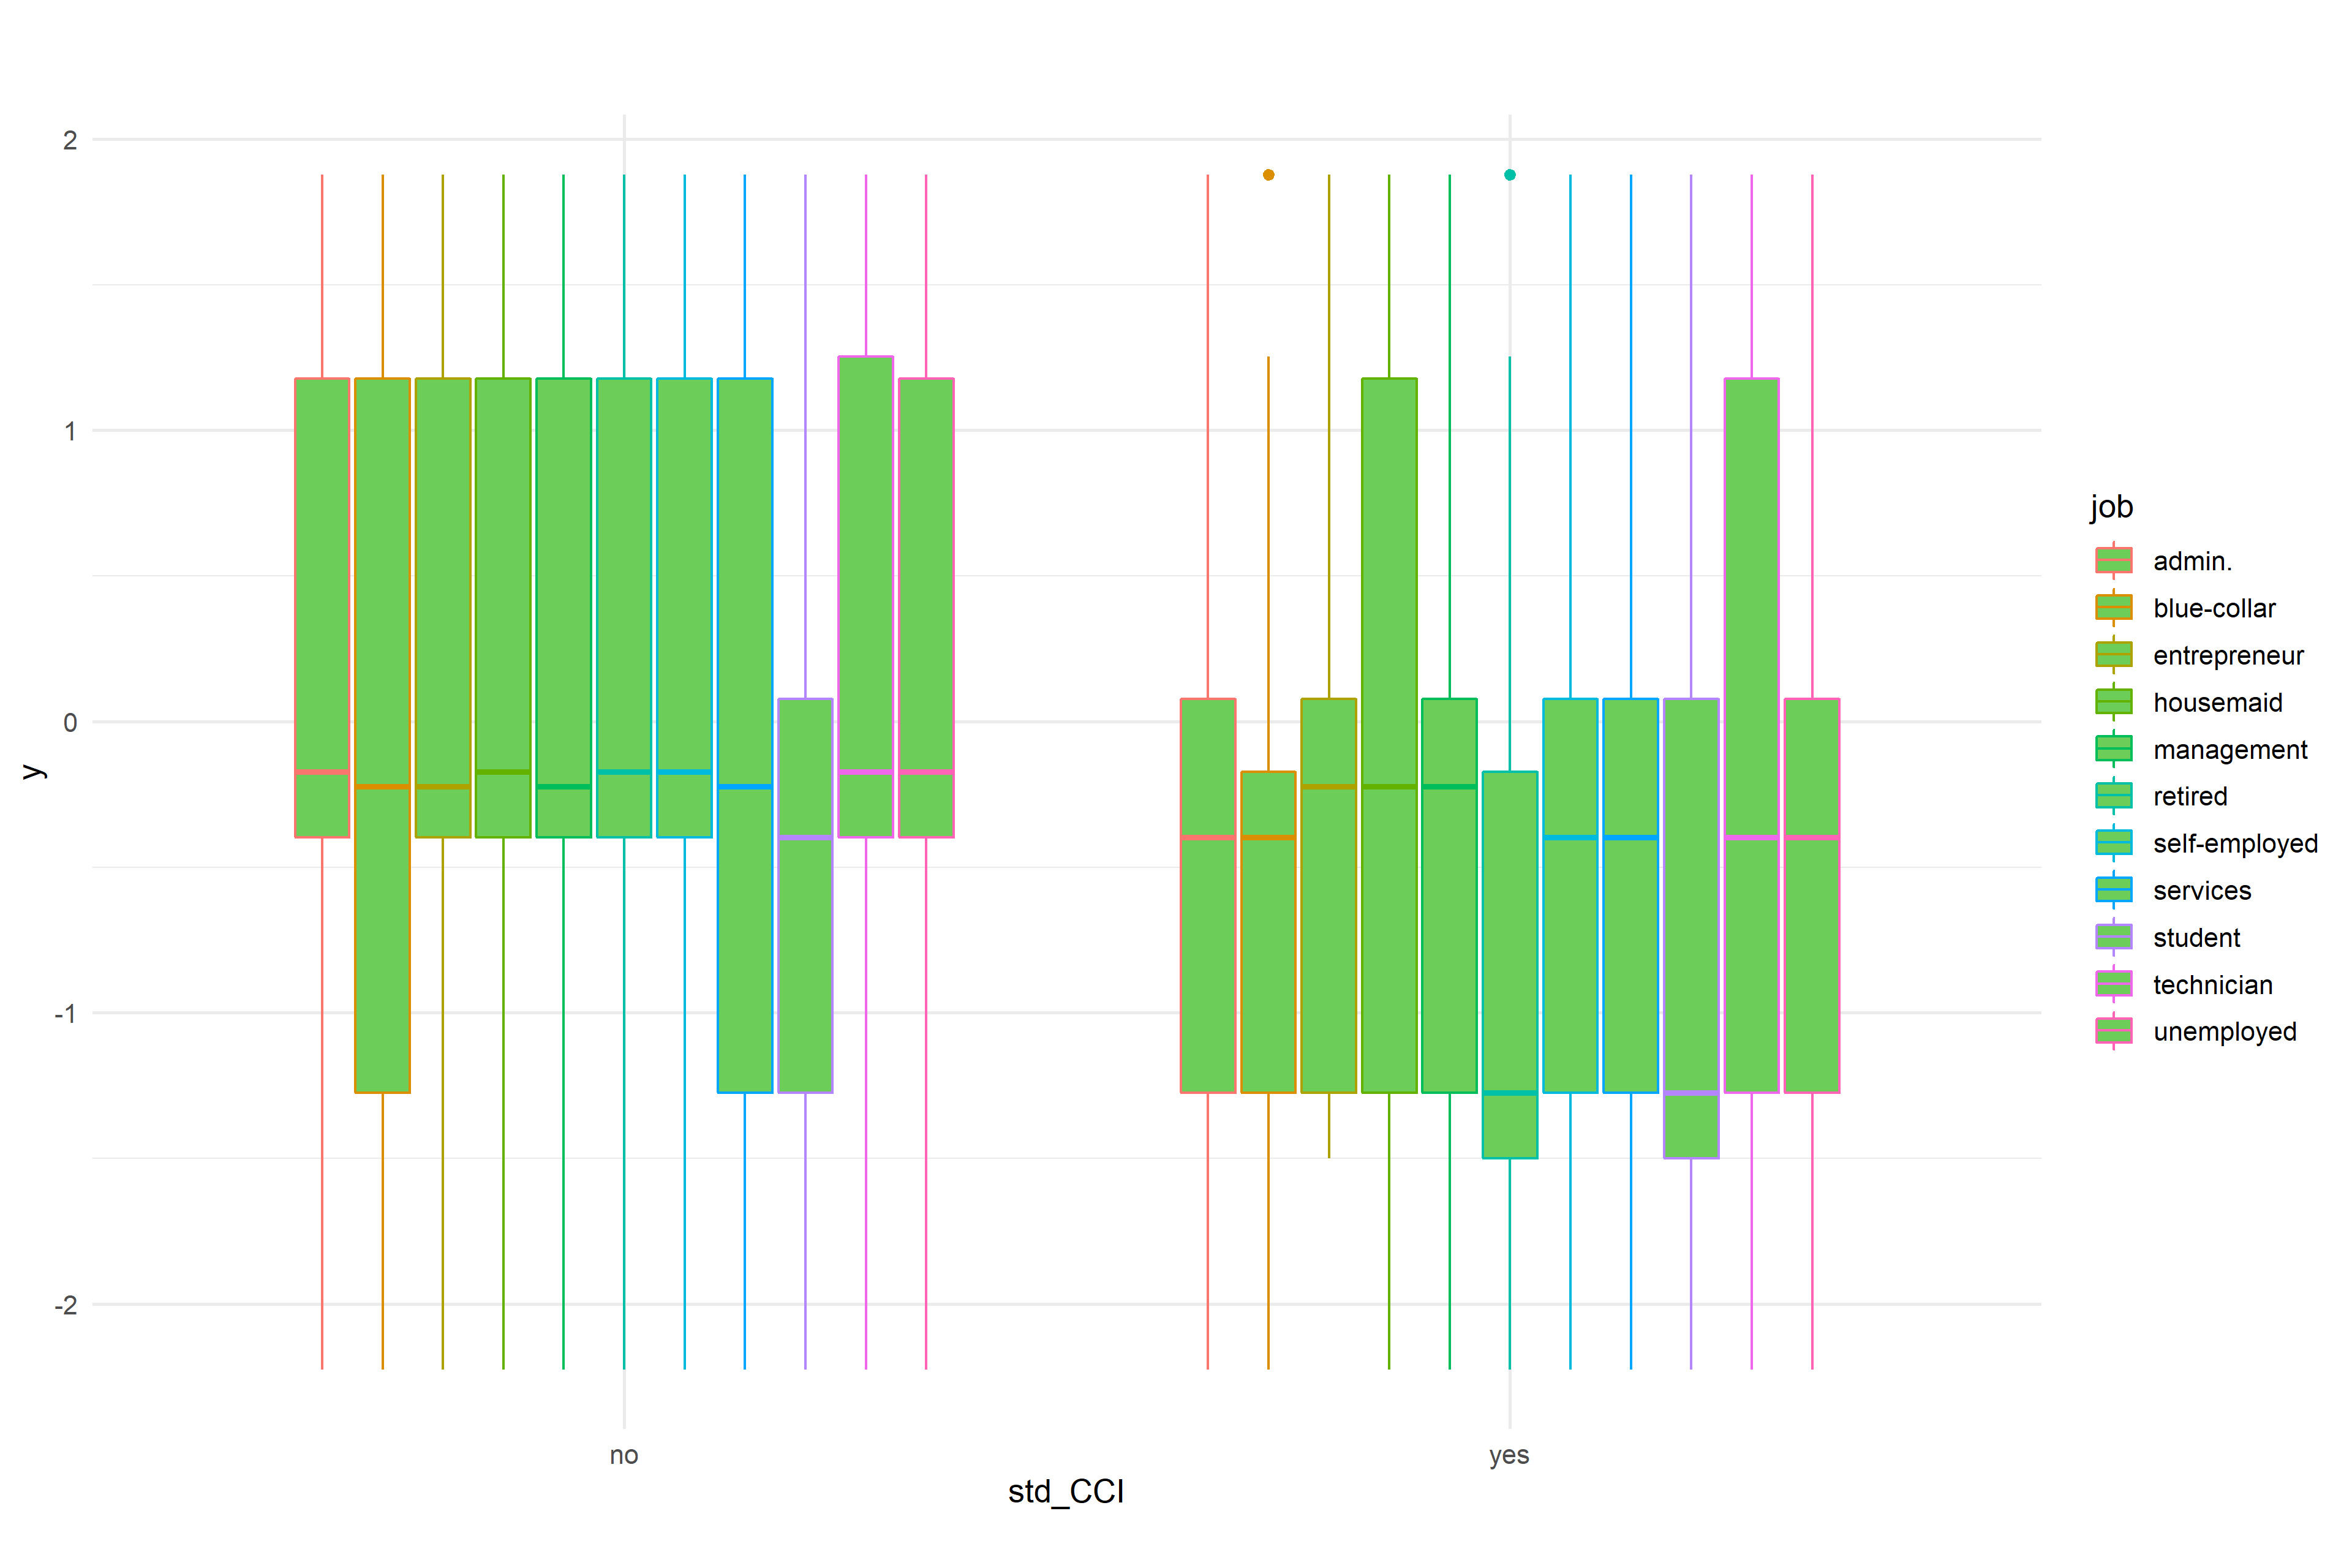 2
1
0
-1
-2
y
no
yes
std_CCI
job
admin.
blue-collar
entrepreneur
housemaid
management
retired
self-employed
services
student
technician
unemployed